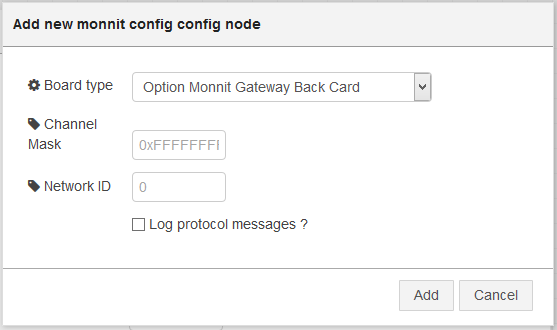 Add new monnit config config node
Board type
Option Monnit Gateway Back Card
Channel
Mask
0xFFFFFFF
Network ID
0
Log protocol messages ?
Add
Cancel